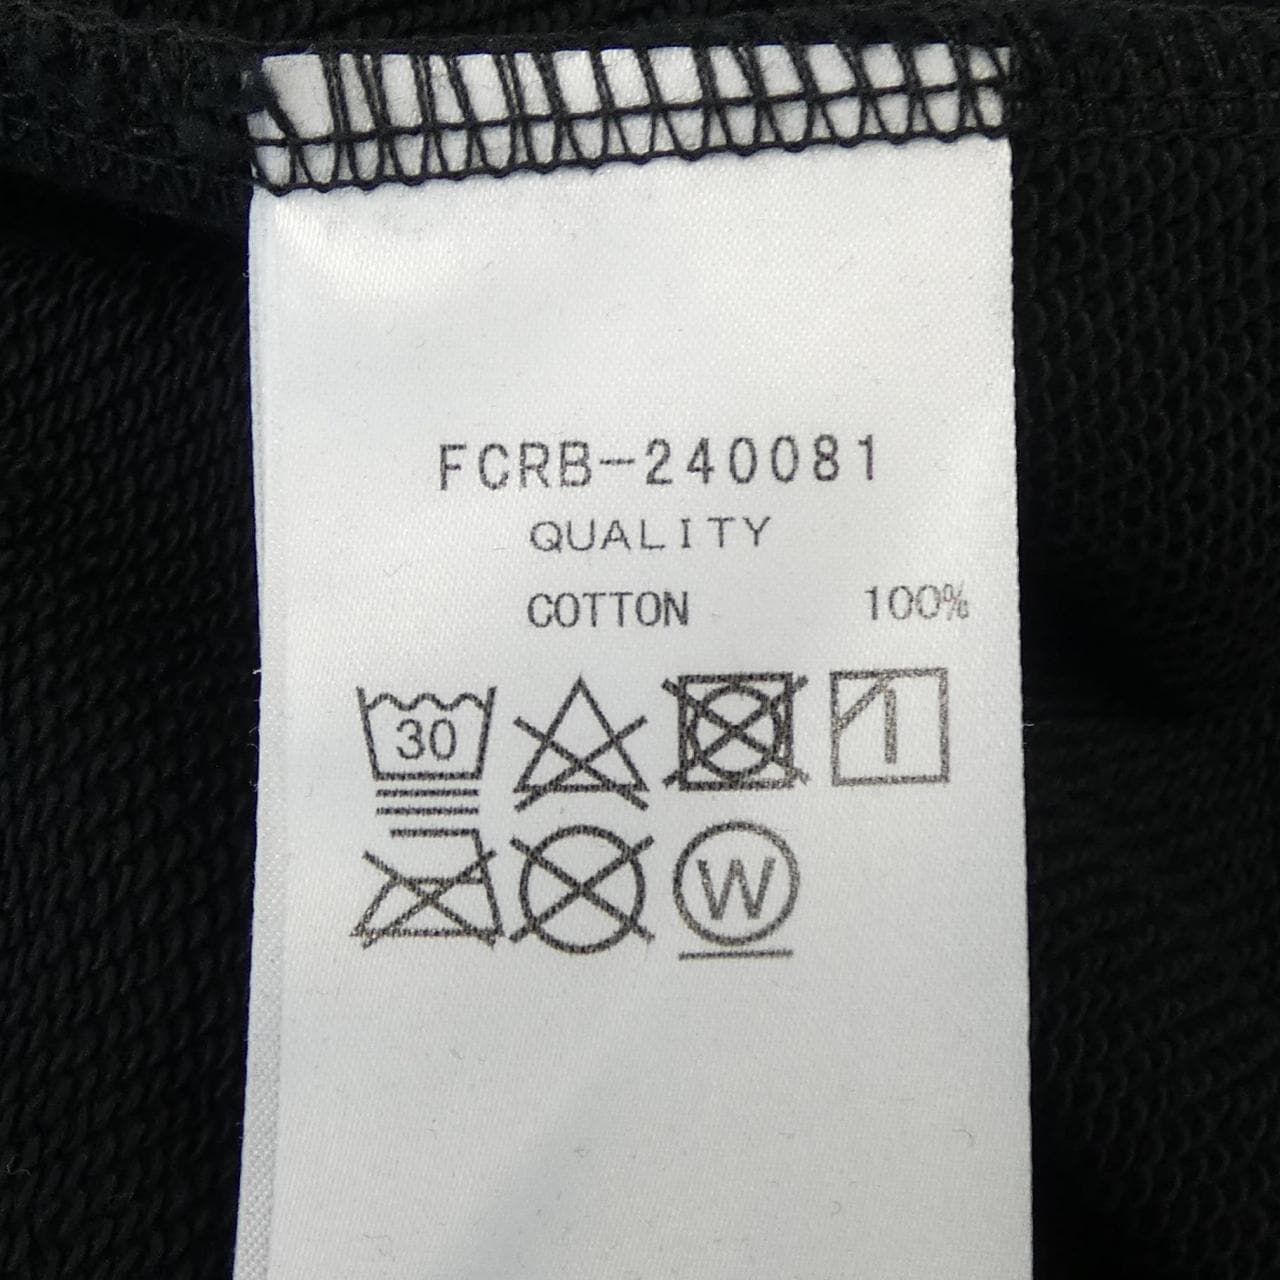 FCRB-240081
QUALITY
COTTON 100%
30
W